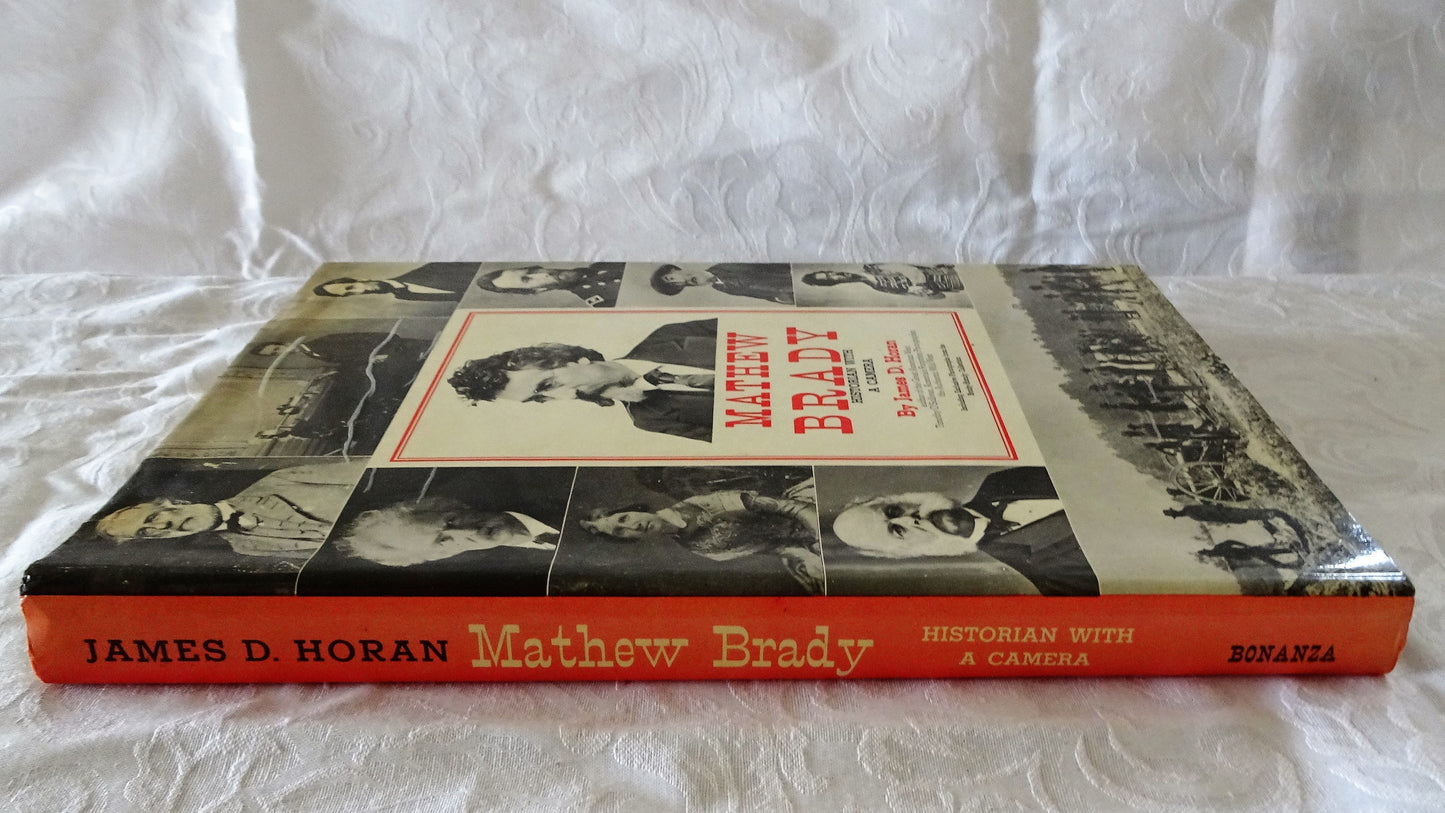 MATHEW
BRADY
HISTORIAN WITH
A CAMERA
By James D. Horan
JAMES D. HORAN Mathew Brady HISTORIAN WITH
A CAMERA
BONANZA